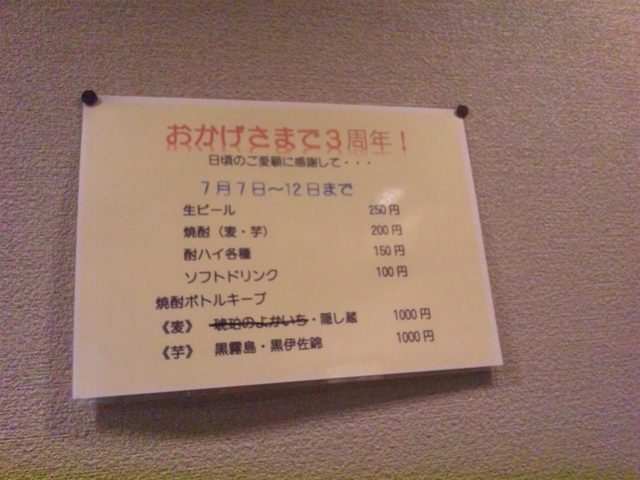 おかげさまで３周年！
日頃のご愛顧に感謝して・・・
７月７日～12日まで
生ビール 250円
焼酎（麦・芋） 200円
酎ハイ各種 150円
ソフトドリンク 100円
焼酎ボトルキープ
《麦》 琥珀のよかいち・隠し蔵 1000円
《芋》 黒霧島・黒伊佐錦 1000円